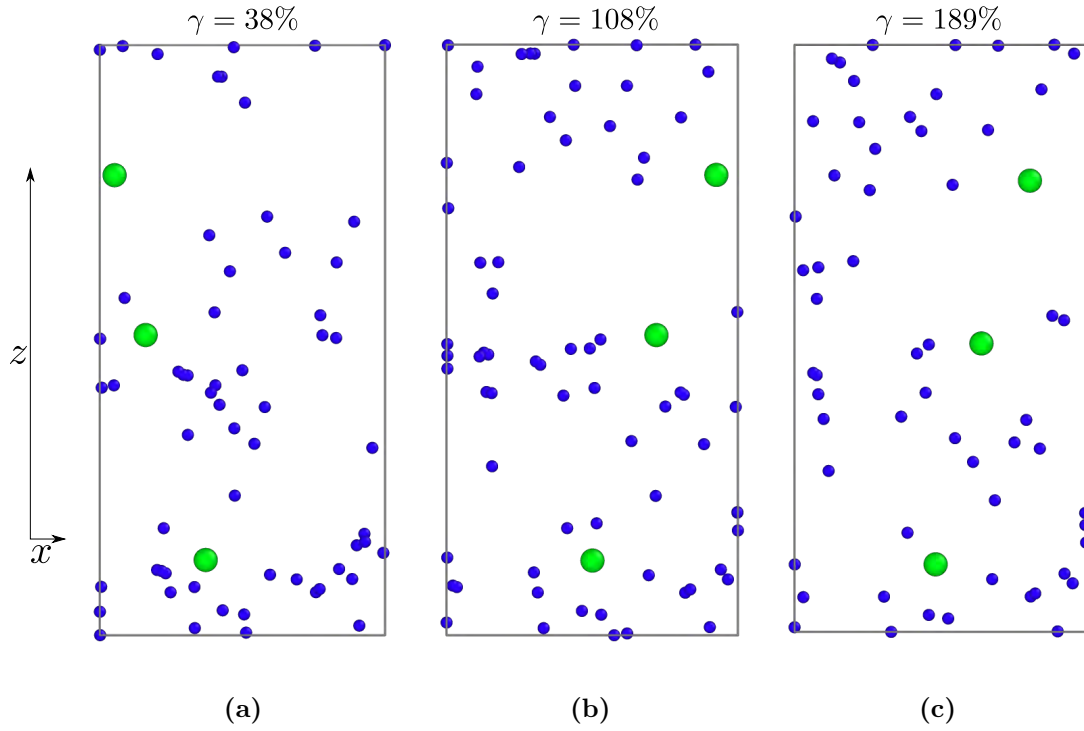 γ = 38%
γ = 108%
γ = 189%
z
x
(a)
(b)
(c)